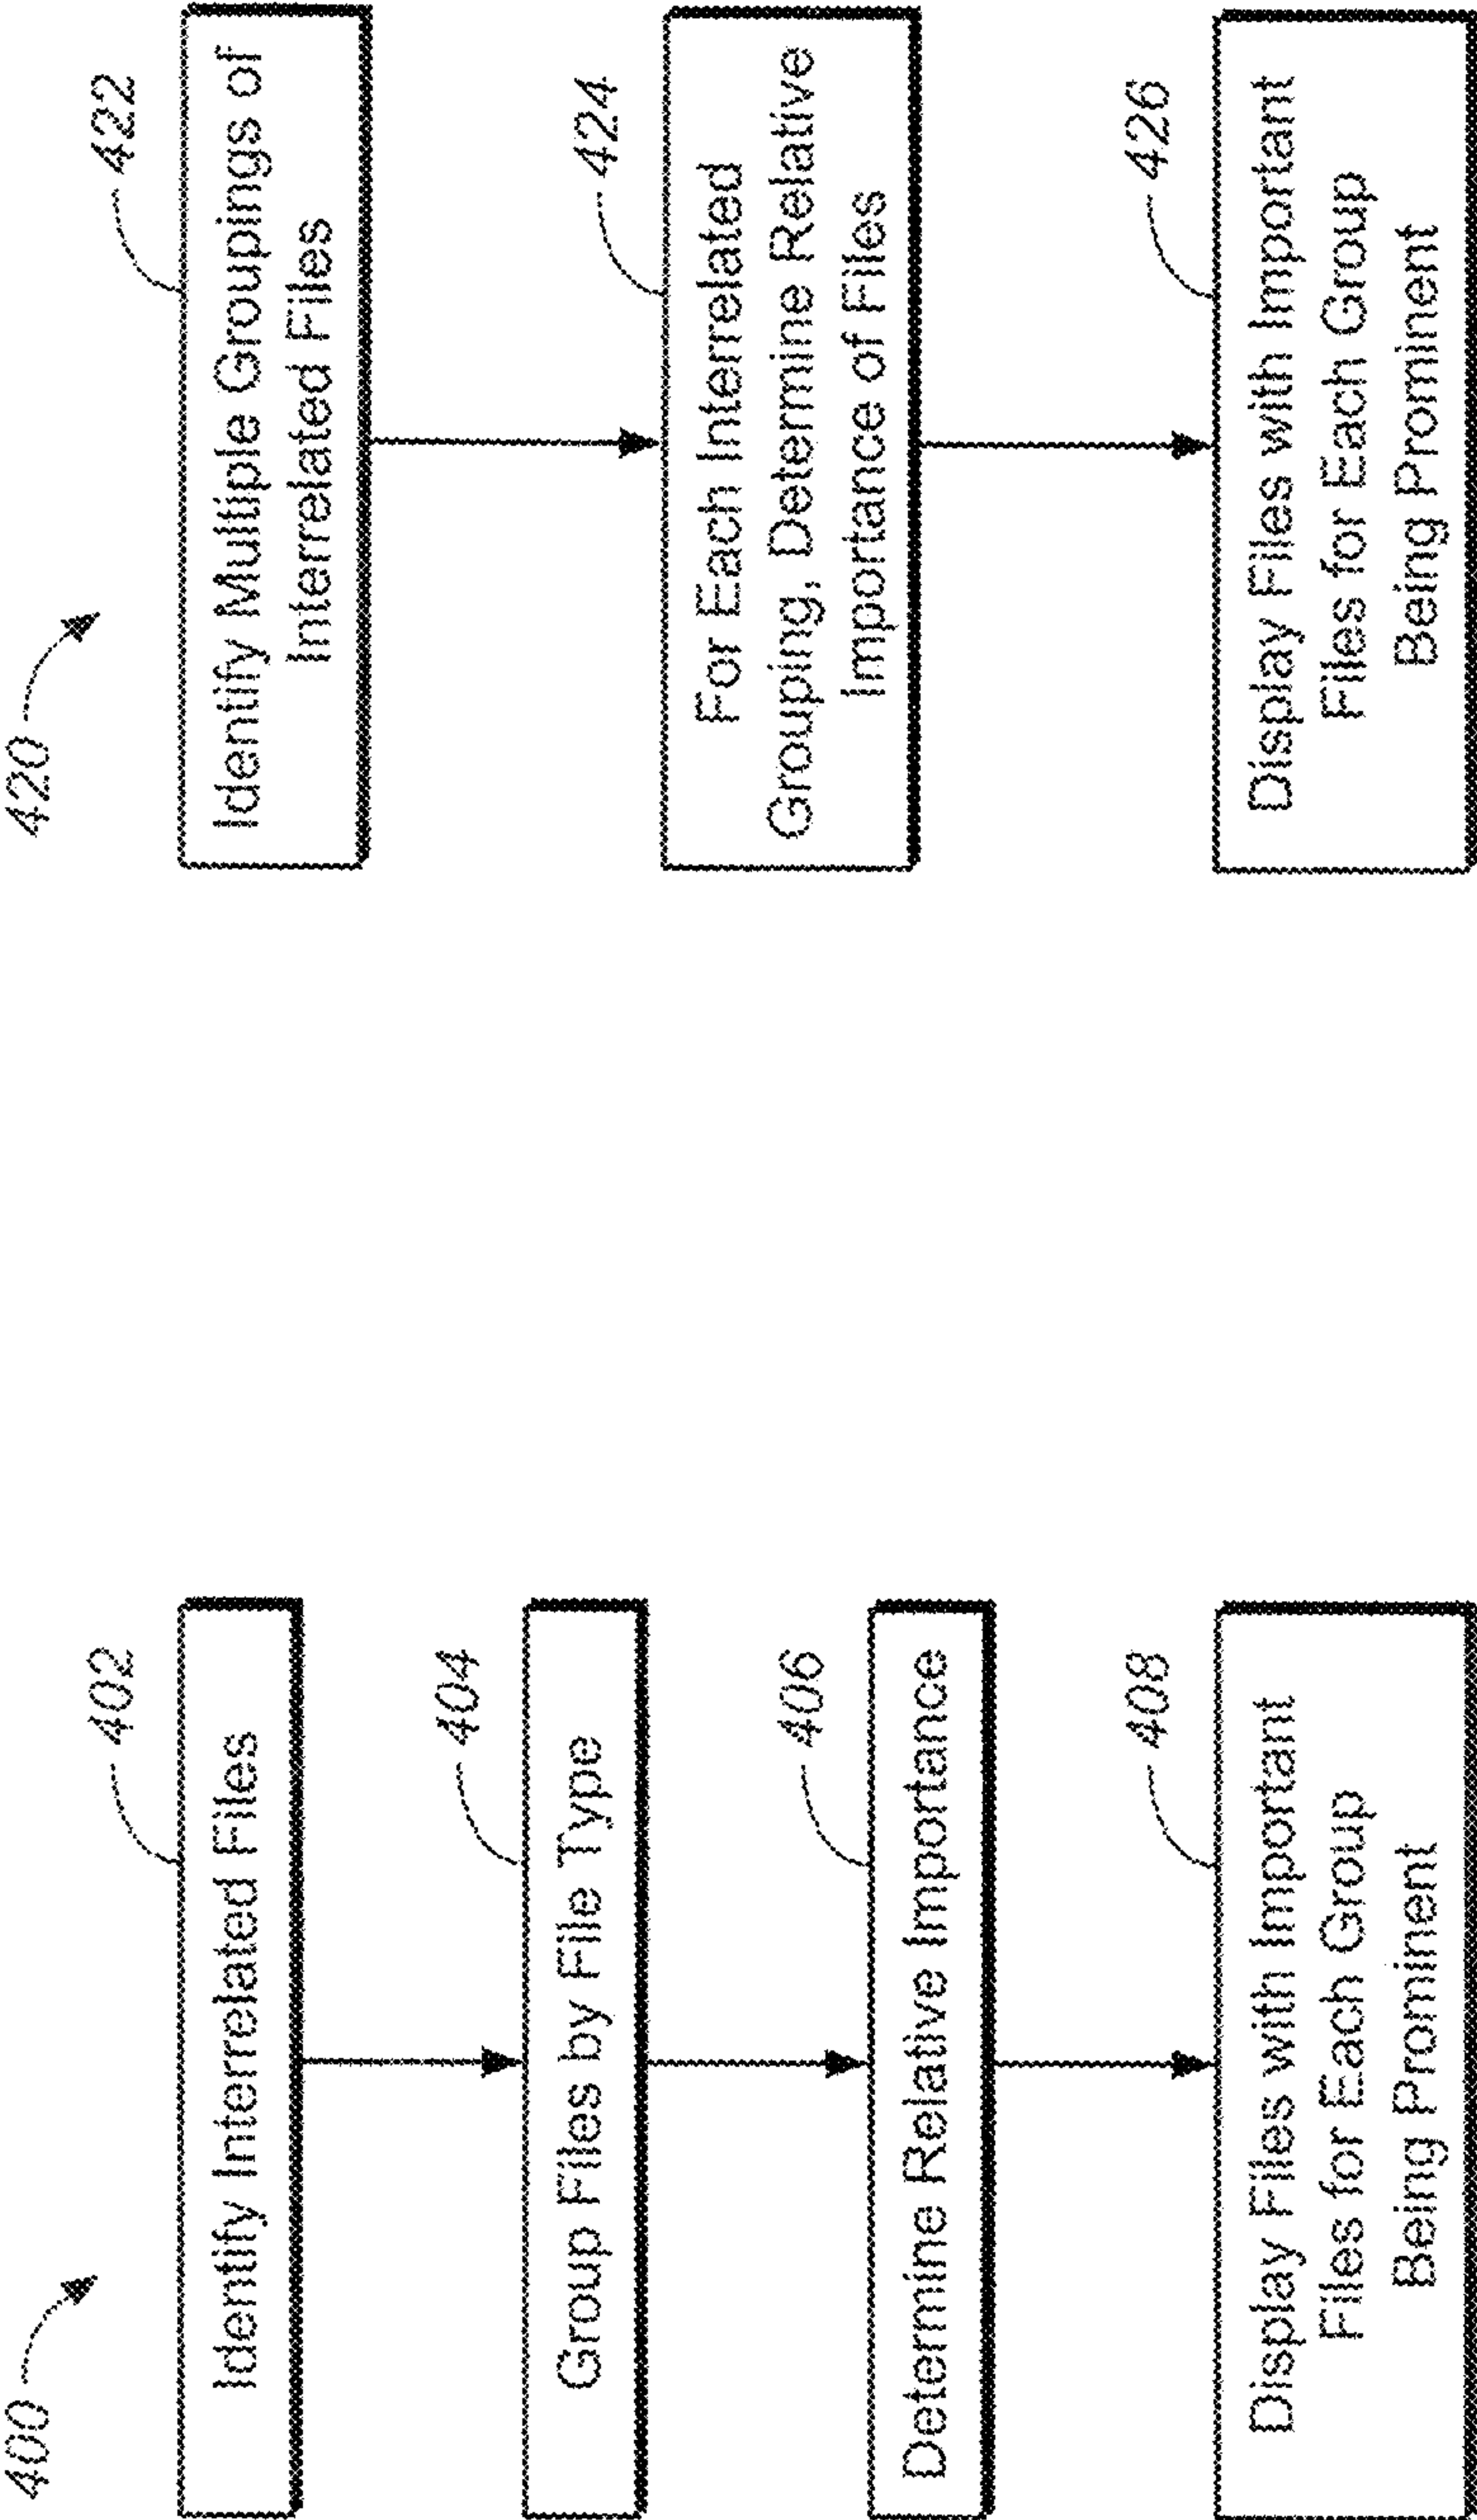 400
402
Identify Interrelated Files
404
Group Files by File Type
406
Determine Relative Importance
408
Display Files with Important
Files for Each Group
Being Prominent
420
422
Identify Multiple Groupings of
Interrelated Files
424
For Each Interrelated
Grouping, Determine Relative
Importance of Files
426
Display Files with Important
Files for Each Group
Being Prominent